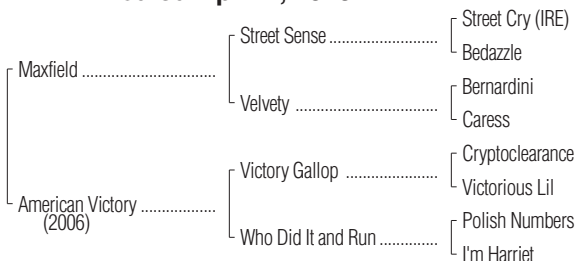 Street Cry (IRE)
Street Sense ..........................
Bedazzle
Maxfield ................................
Bernardini
Velvety ..................................
Caress
Cryptoclearance
Victory Gallop ......................
Victorious Lil
American Victory ..................
(2006)
Polish Numbers
Who Did It and Run ..............
I'm Harriet